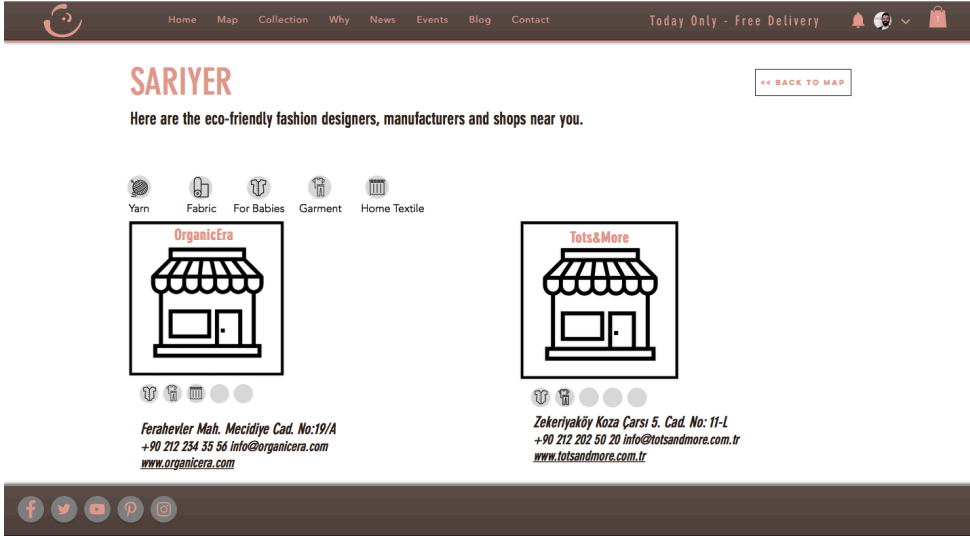 Home Map Collection Why News Events Blog Contact Today Only - Free Delivery 1
SARIYER
<< BACK TO MAP
Here are the eco-friendly fashion designers, manufacturers and shops near you.
Yarn Fabric For Babies Garment Home Textile
OrganicEra
Ferahevler Mah. Mecidiye Cad. No:19/A
+90 212 234 35 56 info@organicera.com
www.organicera.com
Tots&More
Zekeriyaköy Koza Çarsı 5. Cad. No: 11-L
+90 212 202 50 20 info@totsandmore.com.tr
www.totsandmore.com.tr